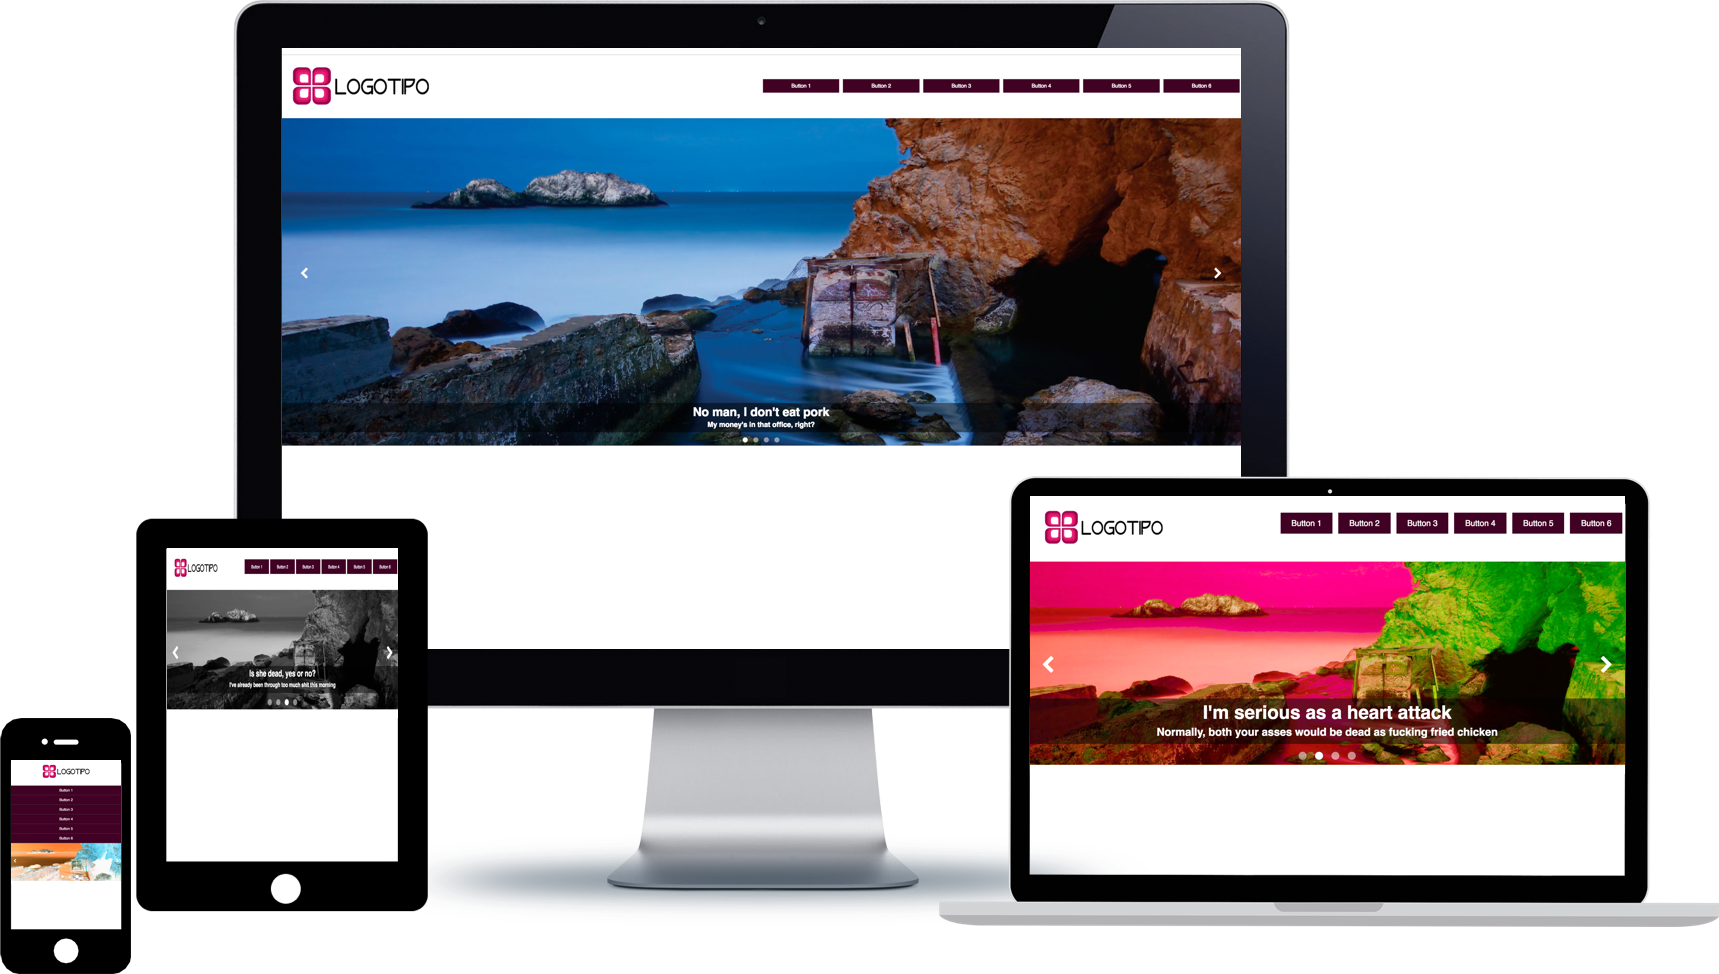 LOGOTIPO
Button 1 Button 2 Button 3 Button 4 Button 5 Button 6
No man, I don't eat pork
My money's in that office, right?
LOGOTIPO
Button 1 Button 2 Button 3 Button 4 Button 5 Button 6
I'm serious as a heart attack
Normally, both your asses would be dead as fucking fried chicken
LOGOTIPO
Button 1 Button 2 Button 3 Button 4 Button 5 Button 6
Is she dead, yes or no?
I've already been through too much shit this morning
LOGOTIPO
Button 1
Button 2
Button 3
Button 4
Button 5
Button 6